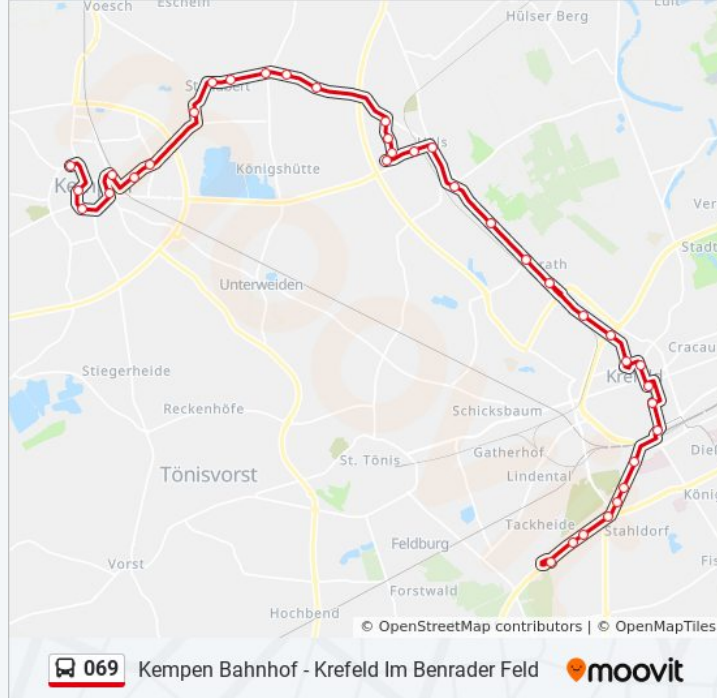 Voesch
Escheln
Hülser Berg
Königshütte
Unterweiden
Stiegerheide
Reckenhöfe
Cracau
Schicksbaum
St. Tönis
Gatherhof
Lindental
Tönisvorst
Tackheide
Stahldorf
Feldburg
Vorst
Forstwald
Hochbend
© OpenStreetMap contributors | © OpenMapTiles
069 Kempen Bahnhof - Krefeld Im Benrader Feld moovit